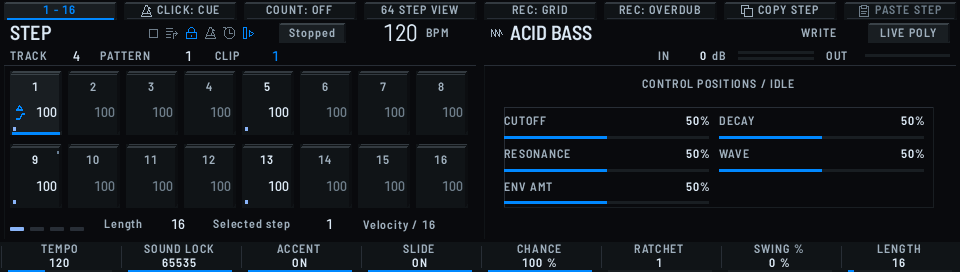 1 - 16 CLICK: CUE COUNT: OFF 64 STEP VIEW REC: GRID REC: OVERDUB COPY STEP PASTE STEP
STEP Stopped 120 BPM ACID BASS WRITE LIVE POLY
TRACK 4 PATTERN 1 CLIP 1 IN 0 dB OUT
CONTROL POSITIONS / IDLE
1 2 3 4 5 6 7 8
100 100 100 100 100 100 100 100
CUTOFF 50% DECAY 50%
RESONANCE 50% WAVE 50%
9 10 11 12 13 14 15 16
100 100 100 100 100 100 100 100
ENV AMT 50%
Length 16 Selected step 1 Velocity / 16
TEMPO SOUND LOCK ACCENT SLIDE CHANCE RATCHET SWING % LENGTH
120 65535 ON ON 100 % 1 0 % 16